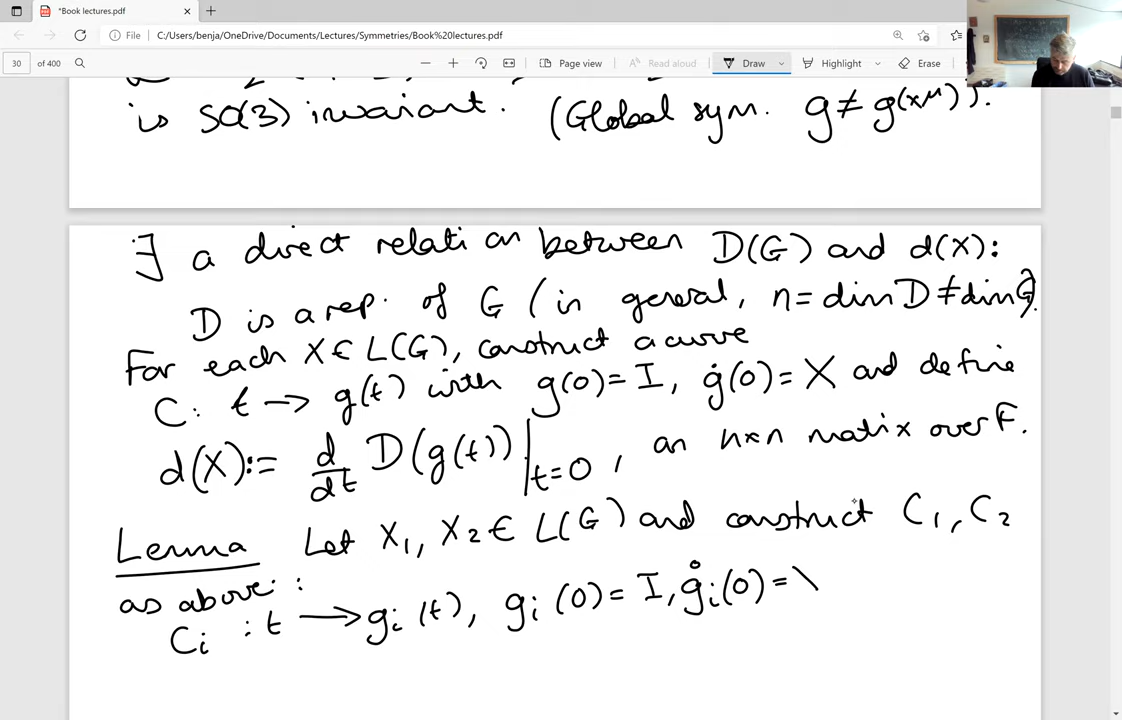 *Book lectures.pdf
File C:/Users/benja/OneDrive/Documents/Lectures/Symmetries/Book%20lectures.pdf
30 of 400 Page view Read aloud Draw Highlight Erase
is SO(3) invariant. (Global sym. g ≠ g(x^μ)).
∃ a direct relation between D(G) and d(X):
D is a rep. of G (in general, n = dim D ≠ dim G).
For each X ∈ L(G), construct a curve
C: t → g(t) with g(0) = I, ġ(0) = X and define
d(X) := d/dt D(g(t))|_{t=0}, an n×n matrix over F.
Lemma Let X₁, X₂ ∈ L(G) and construct C₁, C₂
as above:
Cᵢ : t → gᵢ(t), gᵢ(0) = I, ġᵢ(0) = \